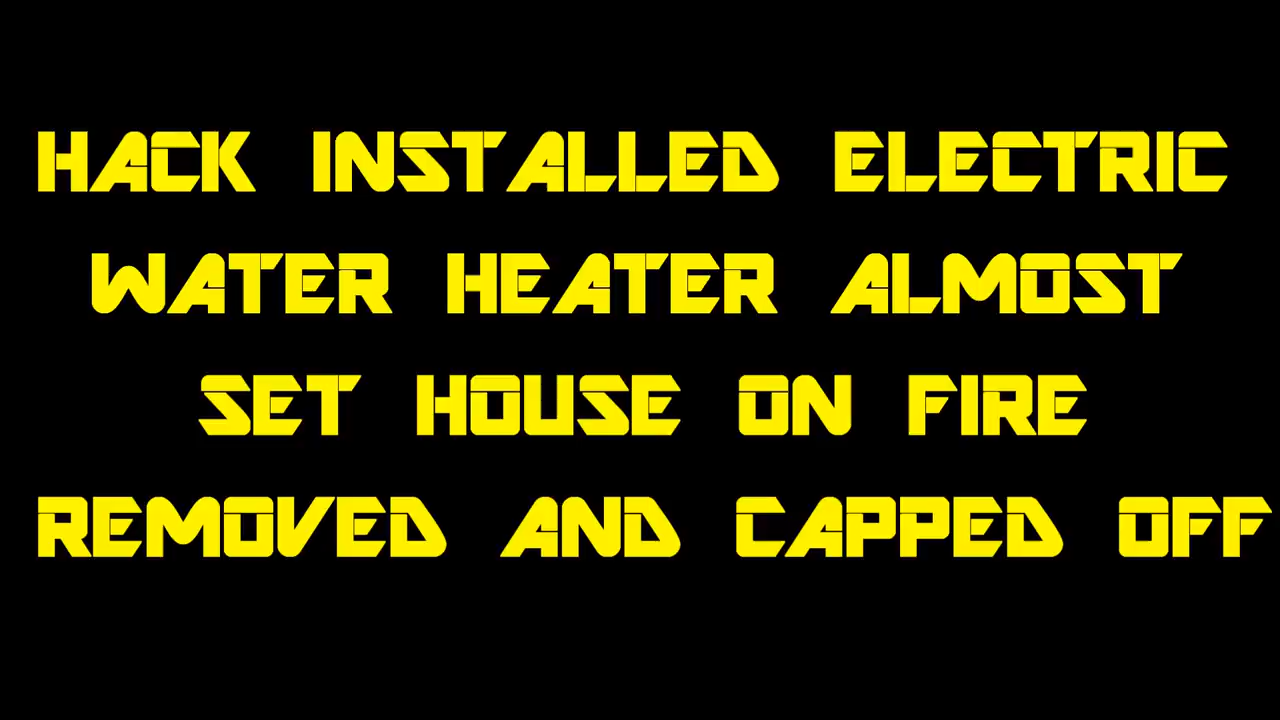 HACK INSTALLED ELECTRIC
WATER HEATER ALMOST
SET HOUSE ON FIRE
REMOVED AND CAPPED OFF